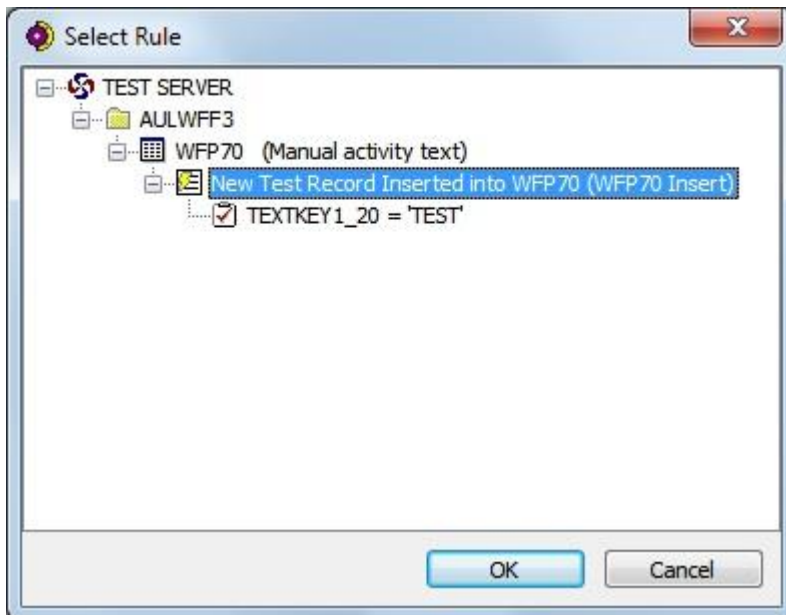 Select Rule
TEST SERVER
AULWFF3
WFP70 (Manual activity text)
New Test Record Inserted into WFP70 (WFP70 Insert)
TEXTKEY1_20 = 'TEST'
OK Cancel